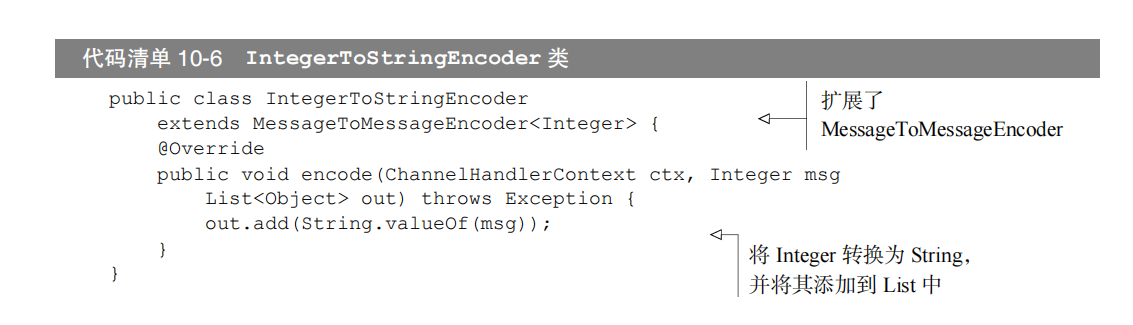 代码清单 10-6 IntegerToStringEncoder 类
public class IntegerToStringEncoder
extends MessageToMessageEncoder<Integer> {
@Override
public void encode(ChannelHandlerContext ctx, Integer msg
List<Object> out) throws Exception {
out.add(String.valueOf(msg));
}
}
扩展了
MessageToMessageEncoder
将 Integer 转换为 String,
并将其添加到 List 中